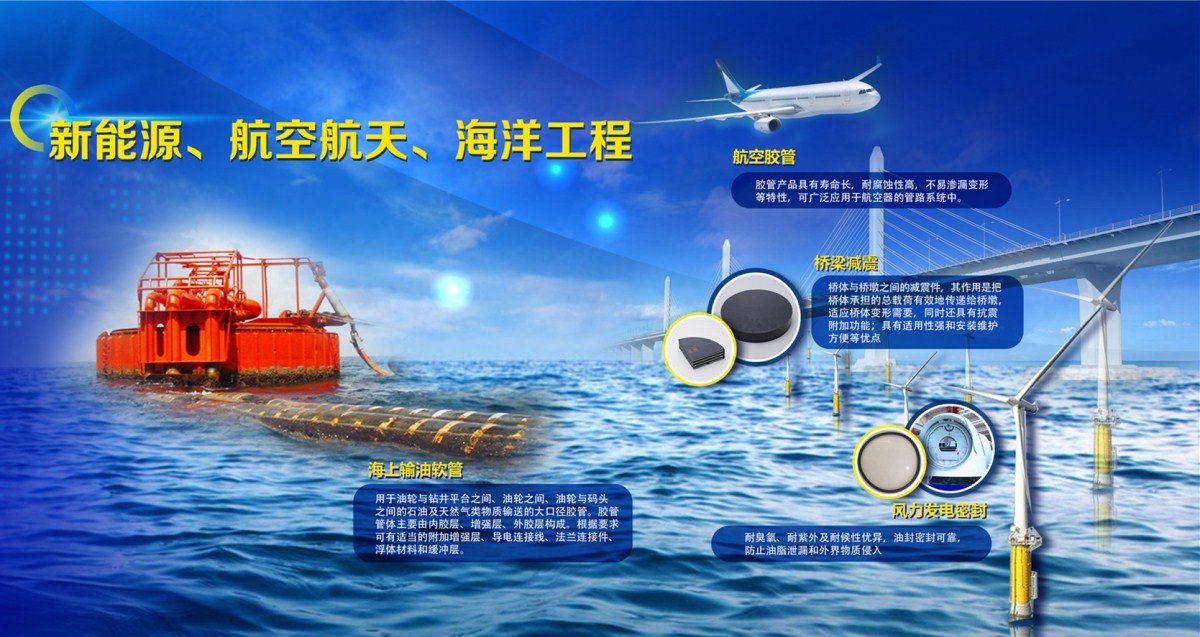 新能源、航空航天、海洋工程
航空胶管
胶管产品具有寿命长，耐腐蚀性高，不易渗漏变形
等特性，可广泛应用于航空器的管路系统中。
桥梁减震
桥体与桥墩之间的减震件，其作用是把
桥体承担的总载荷有效地传递给桥墩，
适应桥体变形需要，同时还具有抗震
附加功能；具有适用性强和安装维护
方便等优点
海上输油软管
用于油轮与钻井平台之间、油轮之间、油轮与码头
之间的石油及天然气类物质输送的大口径胶管。胶管
管体主要由内胶层、增强层、外胶层构成。根据要求
可有适当的附加增强层、导电连接线、法兰连接件、
浮体材料和缓冲层。
风力发电密封
耐臭氧、耐紫外及耐候性优异，油封密封可靠，
防止油脂泄漏和外界物质侵入